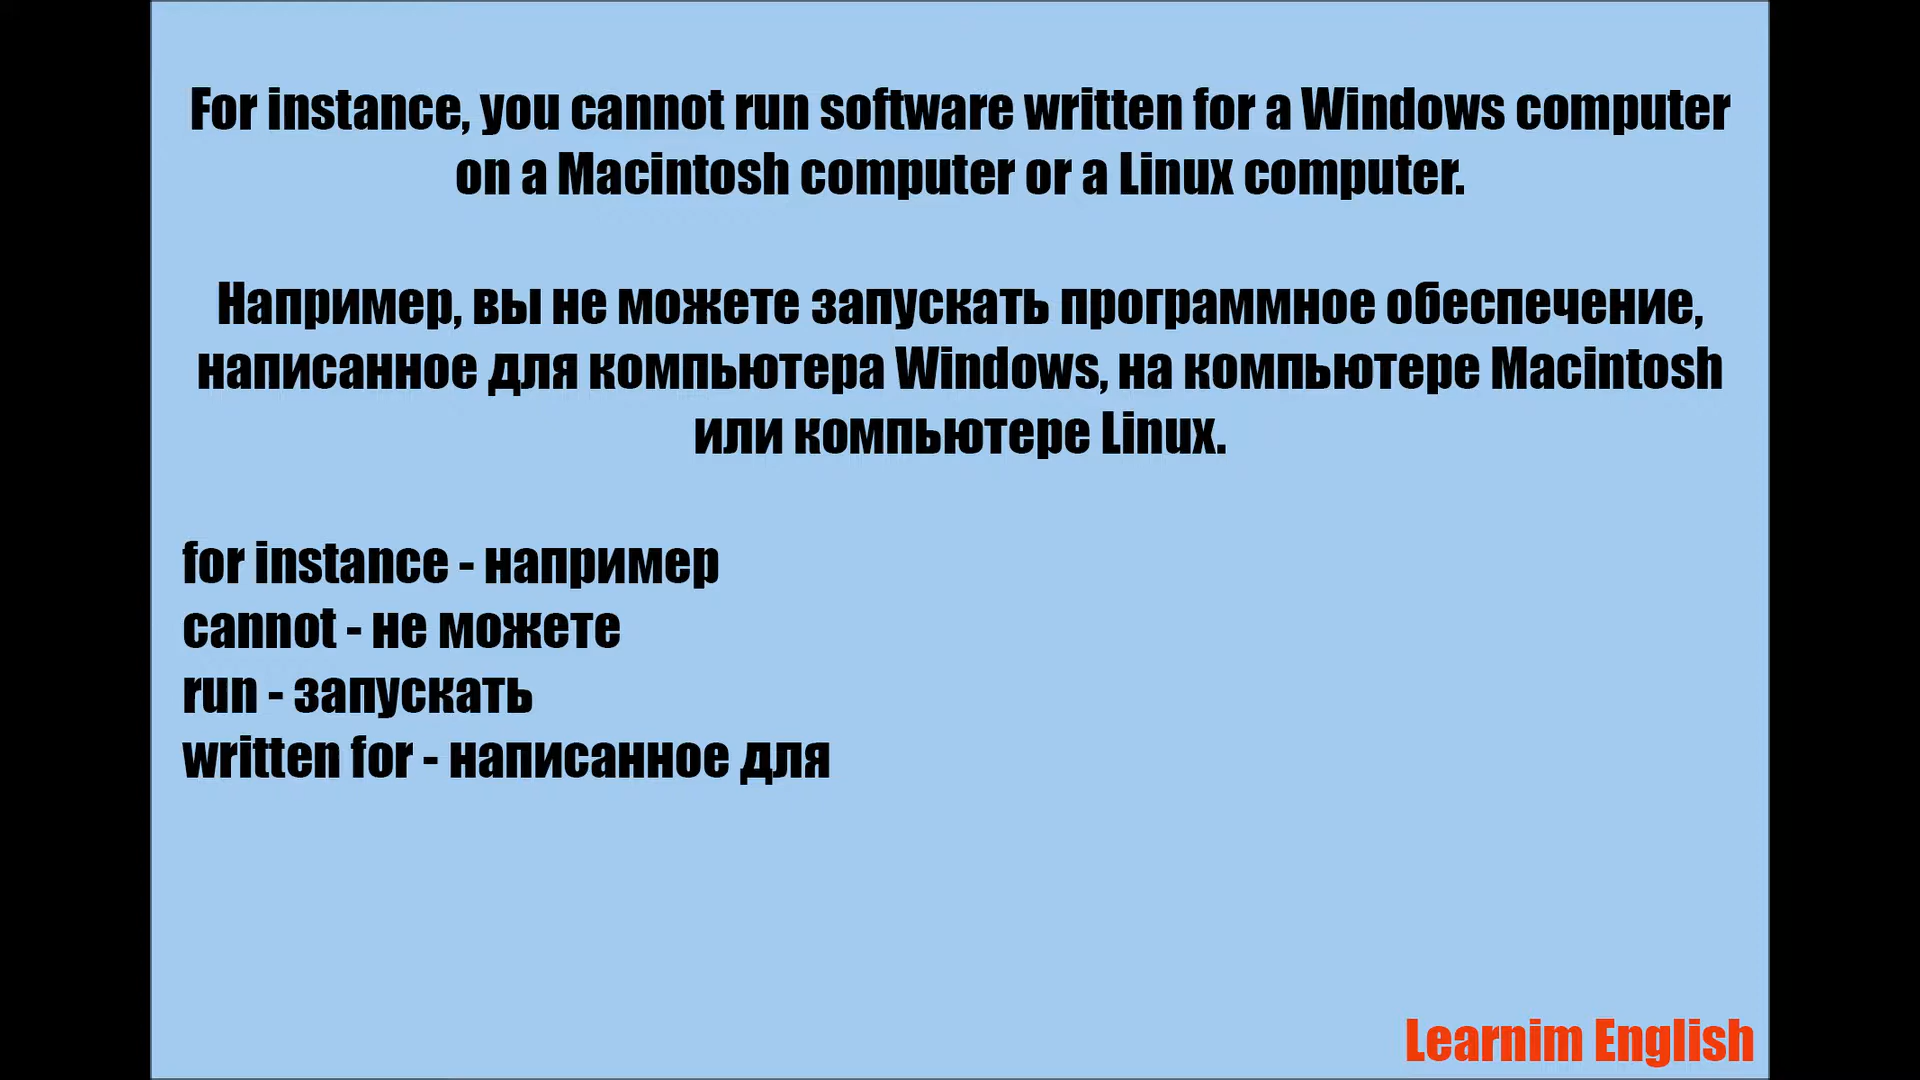 For instance, you cannot run software written for a Windows computer
on a Macintosh computer or a Linux computer.
Например, вы не можете запускать программное обеспечение,
написанное для компьютера Windows, на компьютере Macintosh
или компьютере Linux.
for instance - например
cannot - не можете
run - запускать
written for - написанное для
Learnim English